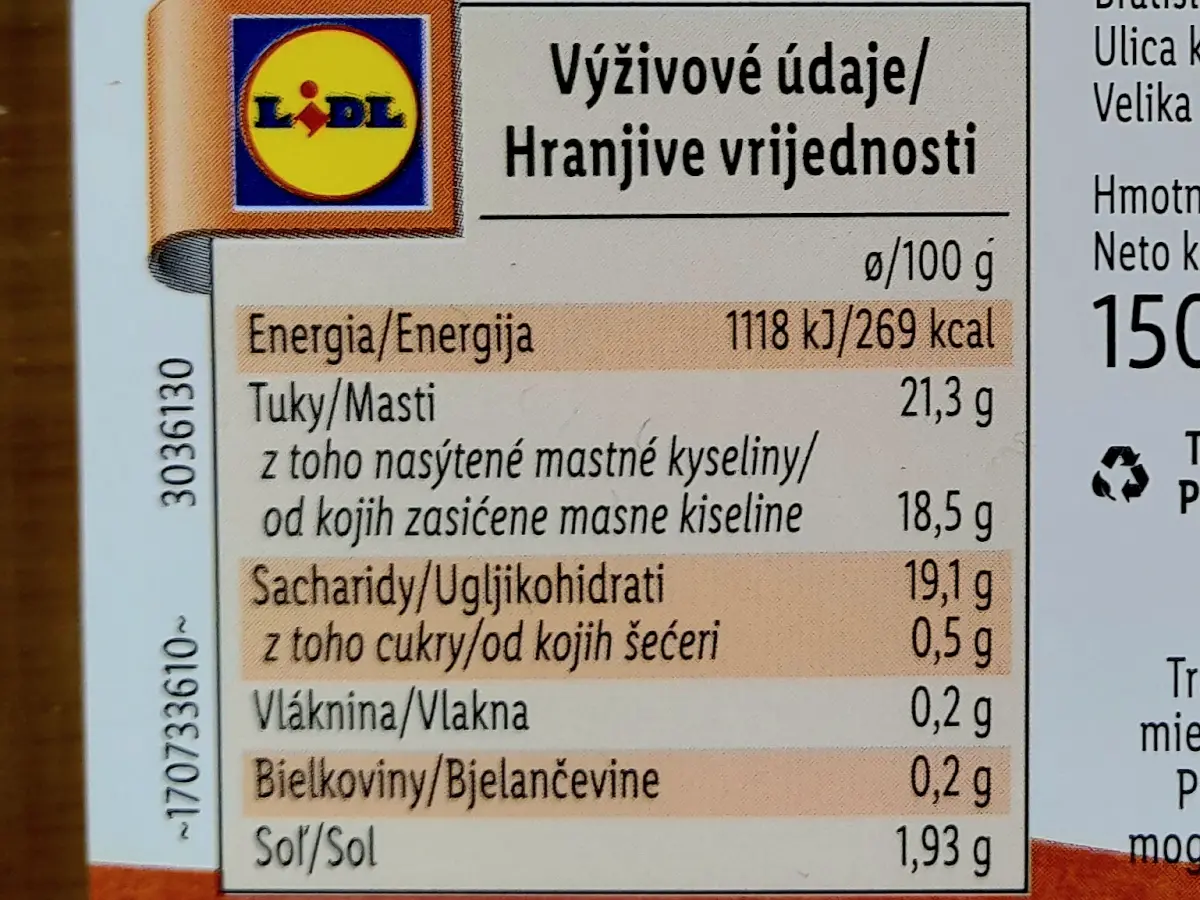 LiDL
Výživové údaje/
Hranjive vrijednosti
ø/100 g
Energia/Energija 1118 kJ/269 kcal
Tuky/Masti 21,3 g
z toho nasýtené mastné kyseliny/
od kojih zasićene masne kiseline 18,5 g
Sacharidy/Ugljikohidrati 19,1 g
z toho cukry/od kojih šećeri 0,5 g
Vláknina/Vlakna 0,2 g
Bielkoviny/Bjelančevine 0,2 g
Soľ/Sol 1,93 g
3036130
~170733610~
Ulica
Velika
Neto